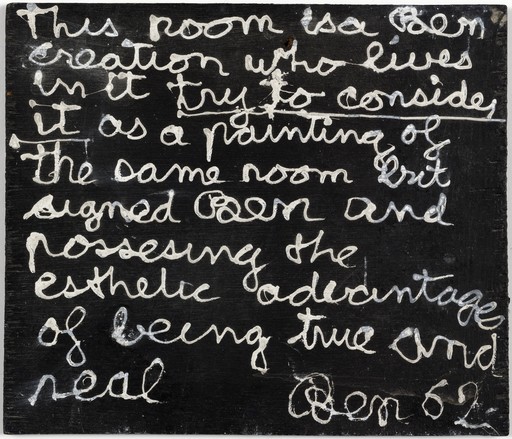 This room is a Ben
creation who lives
in it try to consider
it as a painting of
the same room but
signed Ben and
possesing the
esthetic advantage
of being true and
real Ben 62